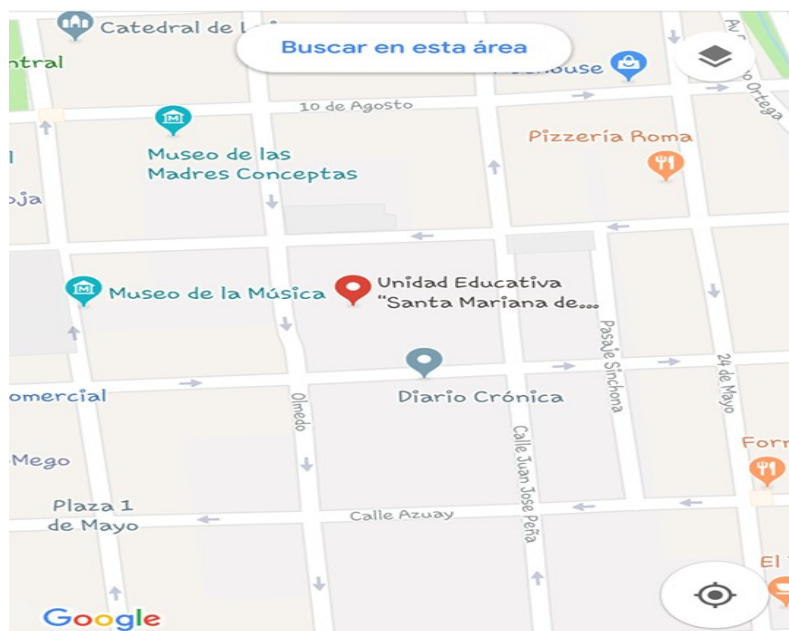 Catedral de
Buscar en esta área
ntral
10 de Agosto
Pizzería Roma
Museo de las
Madres Conceptas
oja
Museo de la Música
Unidad Educativa
"Santa Mariana de...
Pasaje Sinchona
24 de Mayo
Diario Crónica
omercial
Olmedo
Calle Juan Jose Peña
-Mego
Forn
Plaza 1
de Mayo
Calle Azuay
El
Google
Ortega